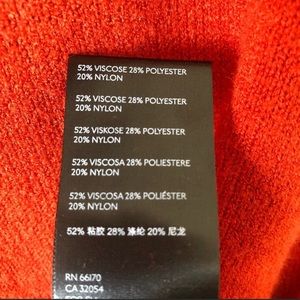 52% VISCOSE 28% POLYESTER
20% NYLON
52% VISCOSE 28% POLYESTER
20% NYLON
52% VISKOSE 28% POLYESTER
20% NYLON
52% VISCOSA 28% POLIESTERE
20% NYLON
52% VISCOSA 28% POLIÉSTER
20% NYLON
52% 粘胶 28% 涤纶 20% 尼龙
RN 66170
CA 32054